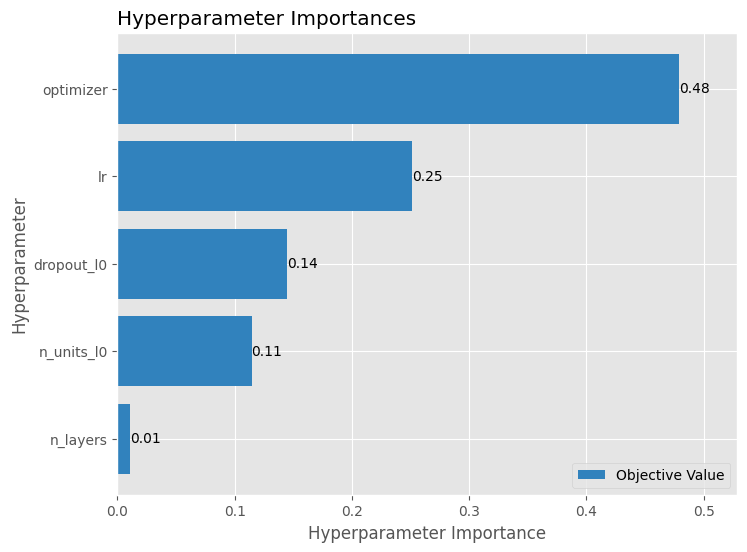 Hyperparameter Importances
Hyperparameter
optimizer
0.48
lr
0.25
dropout_l0
0.14
n_units_l0
0.11
n_layers
0.01
Objective Value
0.0 0.1 0.2 0.3 0.4 0.5
Hyperparameter Importance